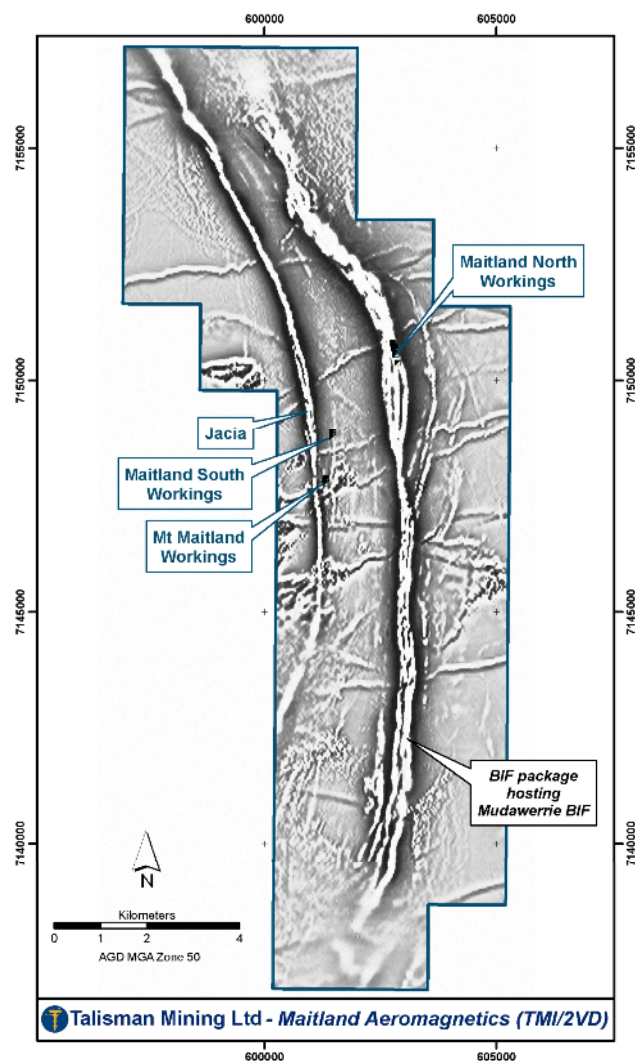 600000
605000
7155000
7155000
Maitland North
Workings
7150000
7150000
Jacia
Maitland South
Workings
Mt Maitland
Workings
7145000
7145000
BIF package
hosting
Mudawerrie BIF
7140000
7140000
N
Kilometers
0 1 2 4
AGD MGA Zone 50
Talisman Mining Ltd - Maitland Aeromagnetics (TMI/2VD)
600000
605000